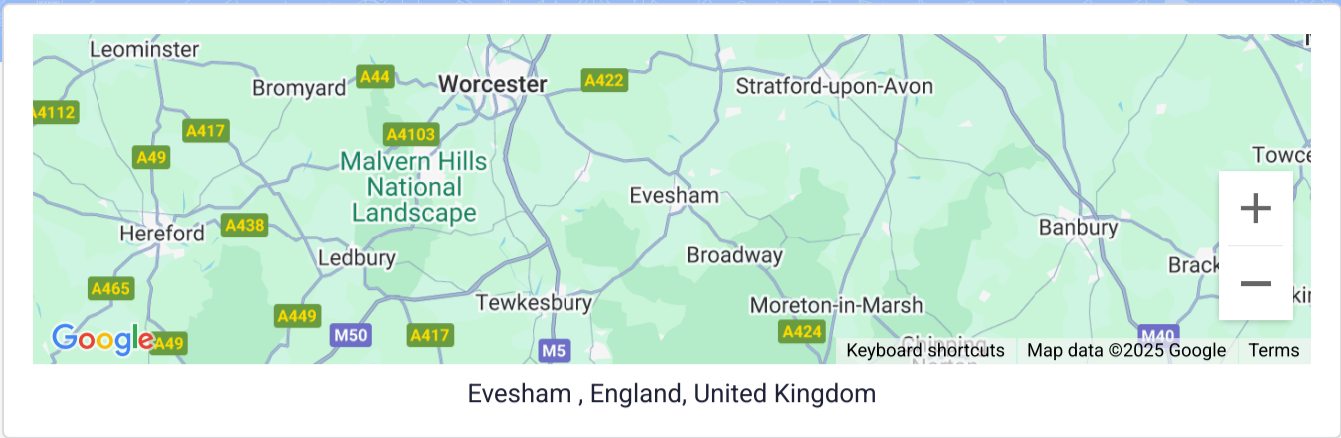 Leominster
Bromyard
A44
Worcester
A422
Stratford-upon-Avon
A4112
A417
A4103
A49
Malvern Hills
National
Landscape
Evesham
Hereford
A438
Ledbury
Broadway
Banbury
A465
Tewkesbury
Moreton-in-Marsh
A449
M50
A417
M5
A424
M40
Google
A49
Chipping
Norton
Keyboard shortcuts
Map data ©2025 Google
Terms
Evesham , England, United Kingdom